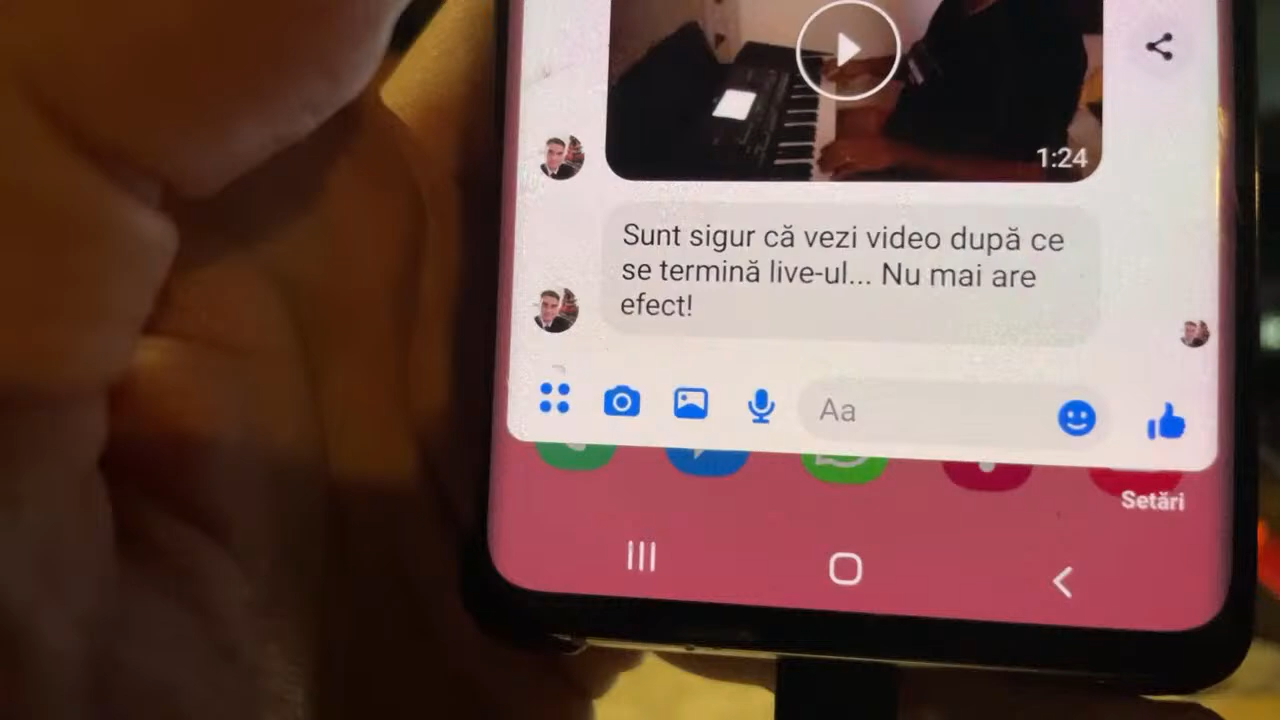 1:24
Sunt sigur că vezi video după ce
se termină live-ul... Nu mai are
efect!
Aa
Setări